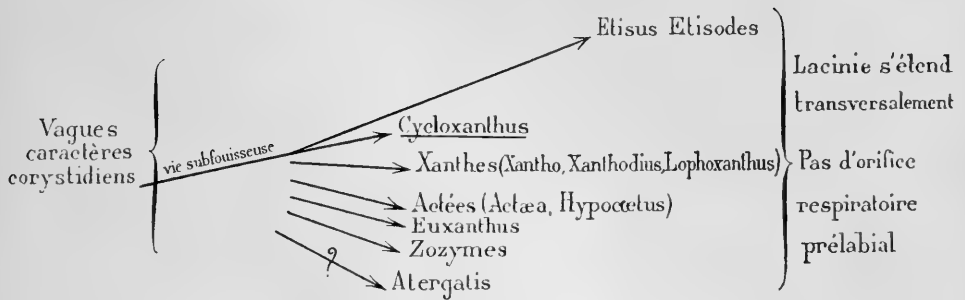 Etisus Etisodes
Lacinie s'étend
transversalement
Vagues
caractères
corystidiens
vie subfouisseuse
Cycloxanthus
Xanthes (Xantho, Xanthodius, Lophoxanthus)
Pas d'orifice
respiratoire
prélabial
Actées (Actæa, Hypocœtus)
Euxanthus
Zozymes
?
Atergatis